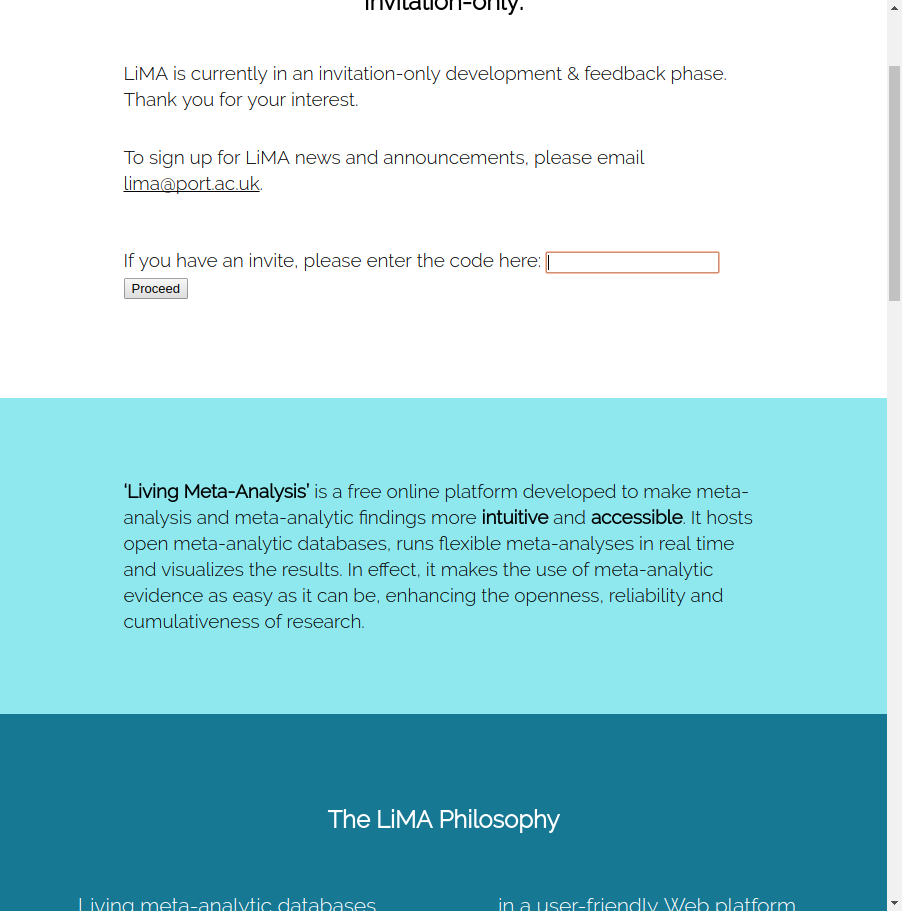 Invitation-only.
LiMA is currently in an invitation-only development & feedback phase.
Thank you for your interest.
To sign up for LiMA news and announcements, please email
lima@port.ac.uk.
If you have an invite, please enter the code here:
Proceed
‘Living Meta-Analysis’ is a free online platform developed to make meta-
analysis and meta-analytic findings more intuitive and accessible. It hosts
open meta-analytic databases, runs flexible meta-analyses in real time
and visualizes the results. In effect, it makes the use of meta-analytic
evidence as easy as it can be, enhancing the openness, reliability and
cumulativeness of research.
The LiMA Philosophy
Living meta-analytic databases
in a user-friendly Web platform